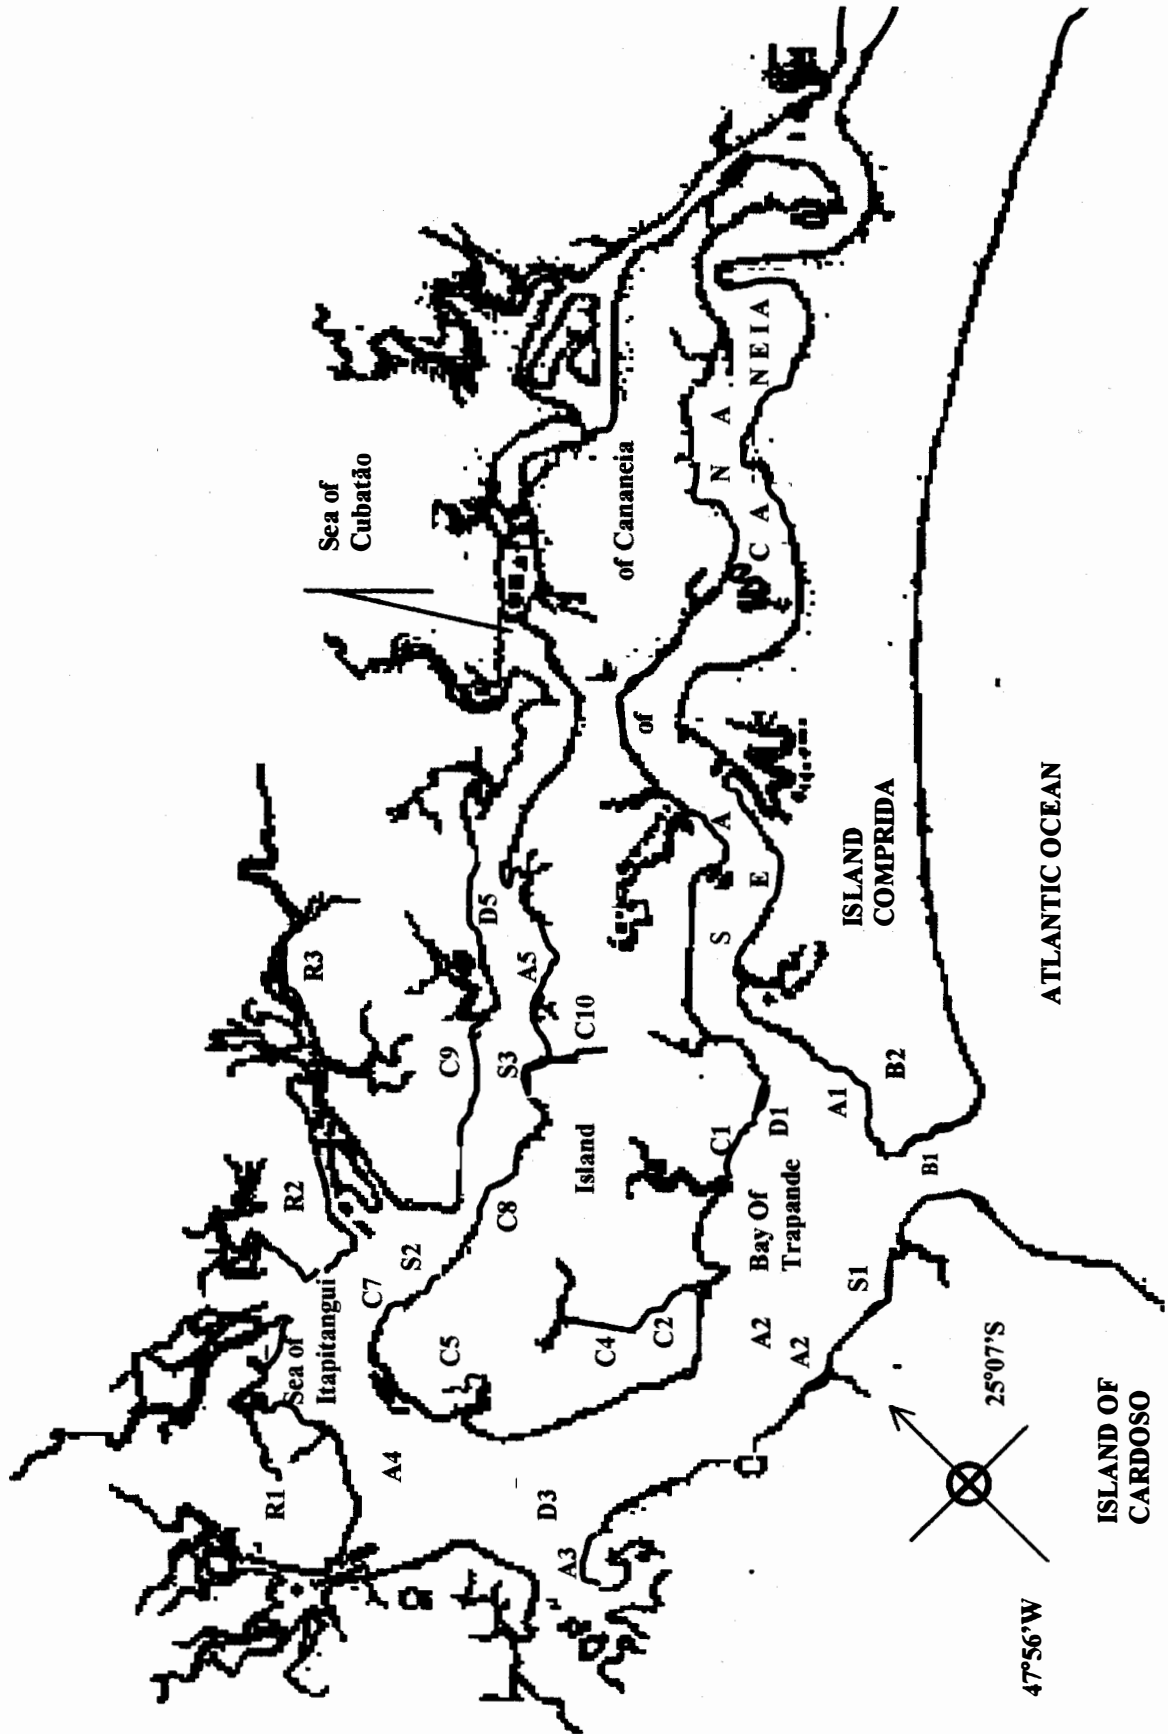 R1
Sea of
Itapitangui
R2
R3
Sea of
Cubatão
C7
A4
S2
C5
C9
D5
C8
S3
A5
D3
A3
Island
of Cananeia
C10
C4
C2
C1
S E A of C A N A N E I A
Bay Of
Trapande
D1
A2
A2
A1
S1
B2
B1
ISLAND
COMPRIDA
25°07'S
47°56'W
ATLANTIC OCEAN
ISLAND OF
CARDOSO